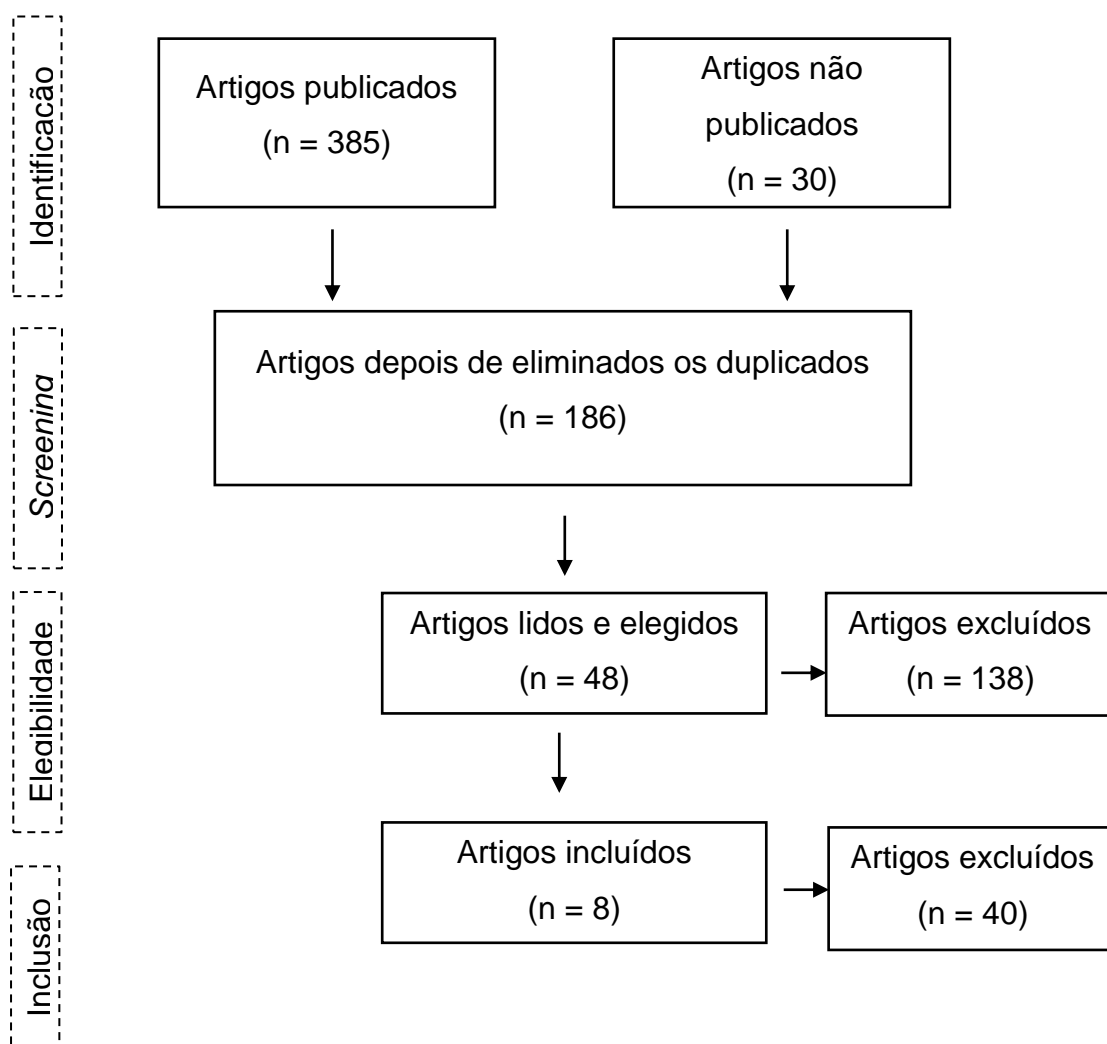 Identificação
Artigos publicados
(n = 385)
Artigos não
publicados
(n = 30)
Screening
Artigos depois de eliminados os duplicados
(n = 186)
Elegibilidade
Artigos lidos e elegidos
(n = 48)
Artigos excluídos
(n = 138)
Inclusão
Artigos incluídos
(n = 8)
Artigos excluídos
(n = 40)